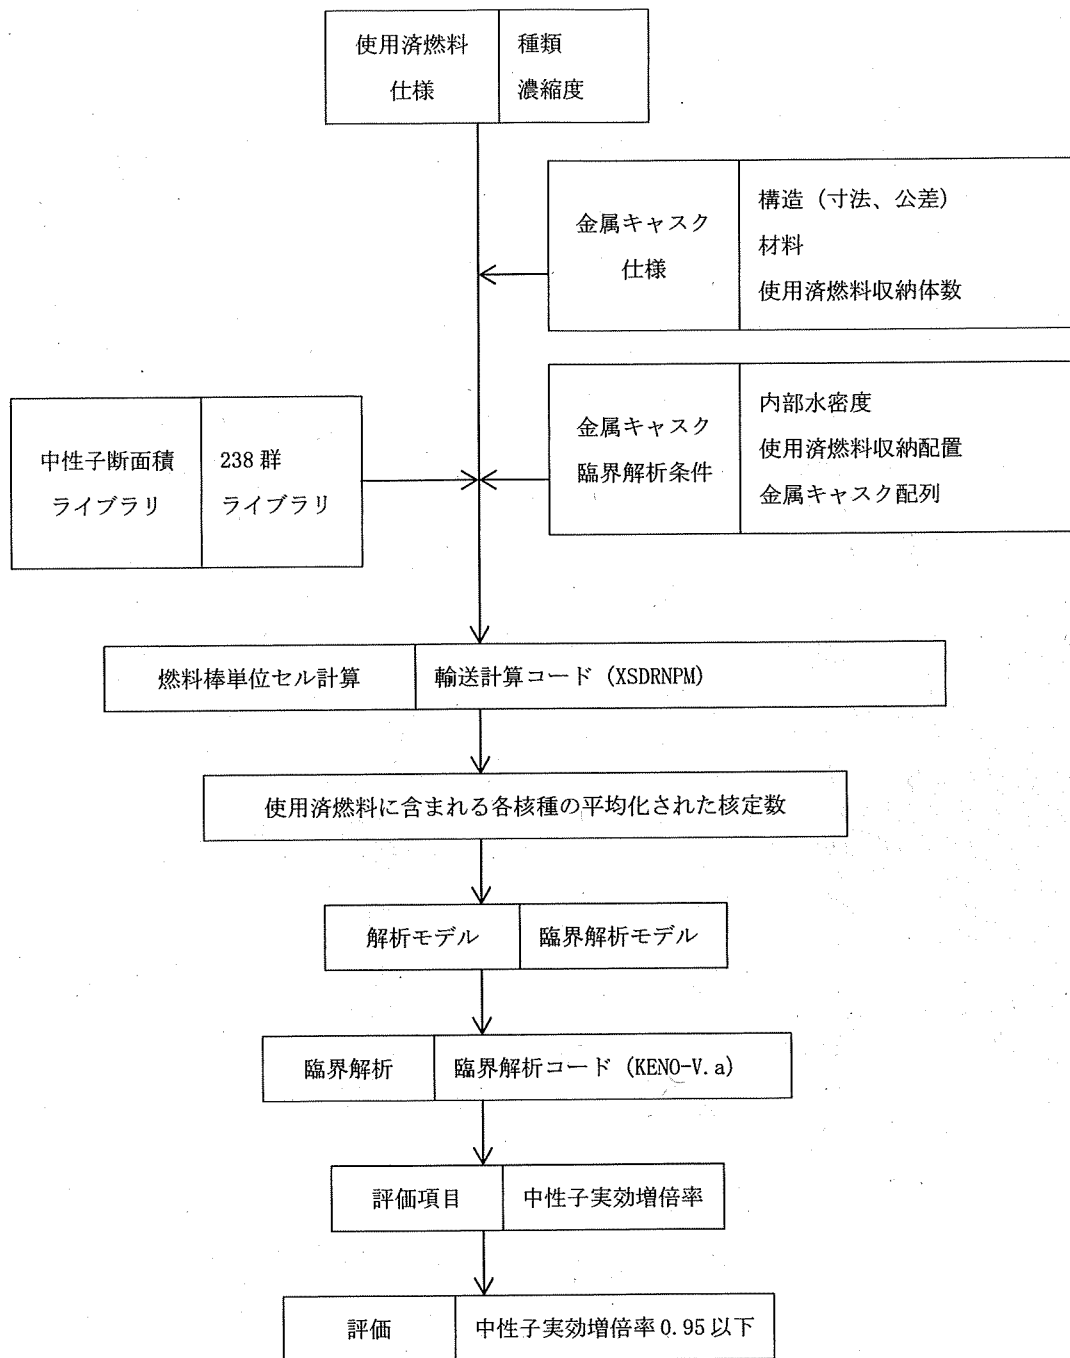 使用済燃料
仕様
種類
濃縮度
金属キャスク
仕様
構造（寸法、公差）
材料
使用済燃料収納体数
中性子断面積
ライブラリ
238群
ライブラリ
金属キャスク
臨界解析条件
内部水密度
使用済燃料収納配置
金属キャスク配列
燃料棒単位セル計算
輸送計算コード（XSDRNPM）
使用済燃料に含まれる各核種の平均化された核定数
解析モデル
臨界解析モデル
臨界解析
臨界解析コード（KENO-V.a）
評価項目
中性子実効増倍率
評価
中性子実効増倍率0.95以下